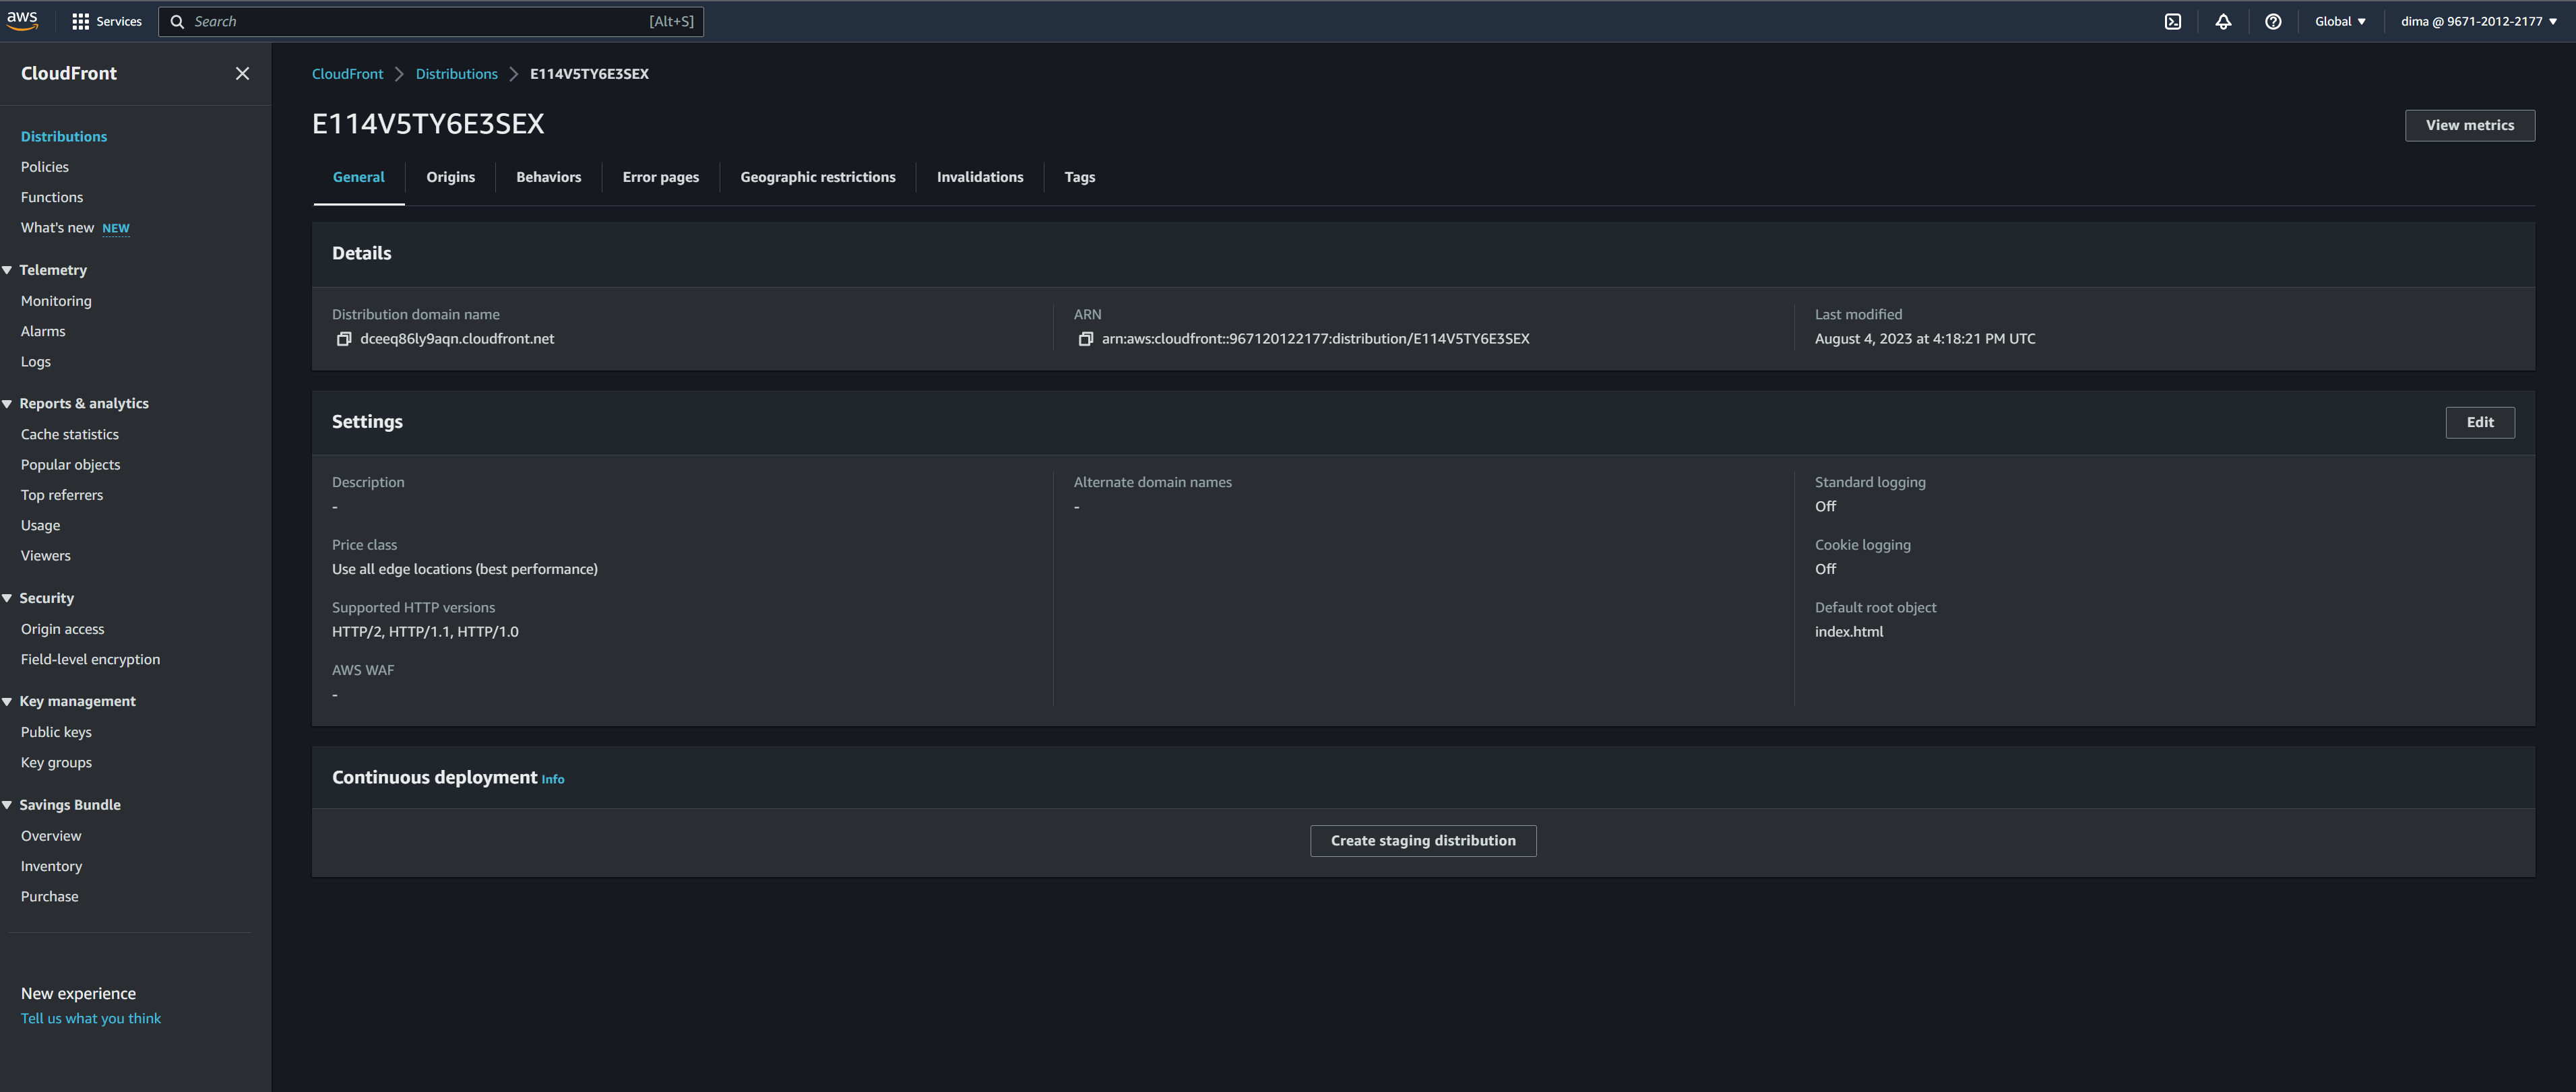 aws Services Search [Alt+S] Global dima @ 9671-2012-2177
CloudFront
Distributions
Policies
Functions
What's new NEW
Telemetry
Monitoring
Alarms
Logs
Reports & analytics
Cache statistics
Popular objects
Top referrers
Usage
Viewers
Security
Origin access
Field-level encryption
Key management
Public keys
Key groups
Savings Bundle
Overview
Inventory
Purchase
New experience
Tell us what you think
CloudFront Distributions E114V5TY6E3SEX
E114V5TY6E3SEX
View metrics
General Origins Behaviors Error pages Geographic restrictions Invalidations Tags
Details
Distribution domain name
dceeq86ly9aqn.cloudfront.net
ARN
arn:aws:cloudfront::967120122177:distribution/E114V5TY6E3SEX
Last modified
August 4, 2023 at 4:18:21 PM UTC
Settings
Edit
Description
-
Price class
Use all edge locations (best performance)
Supported HTTP versions
HTTP/2, HTTP/1.1, HTTP/1.0
AWS WAF
-
Alternate domain names
-
Standard logging
Off
Cookie logging
Off
Default root object
index.html
Continuous deployment Info
Create staging distribution